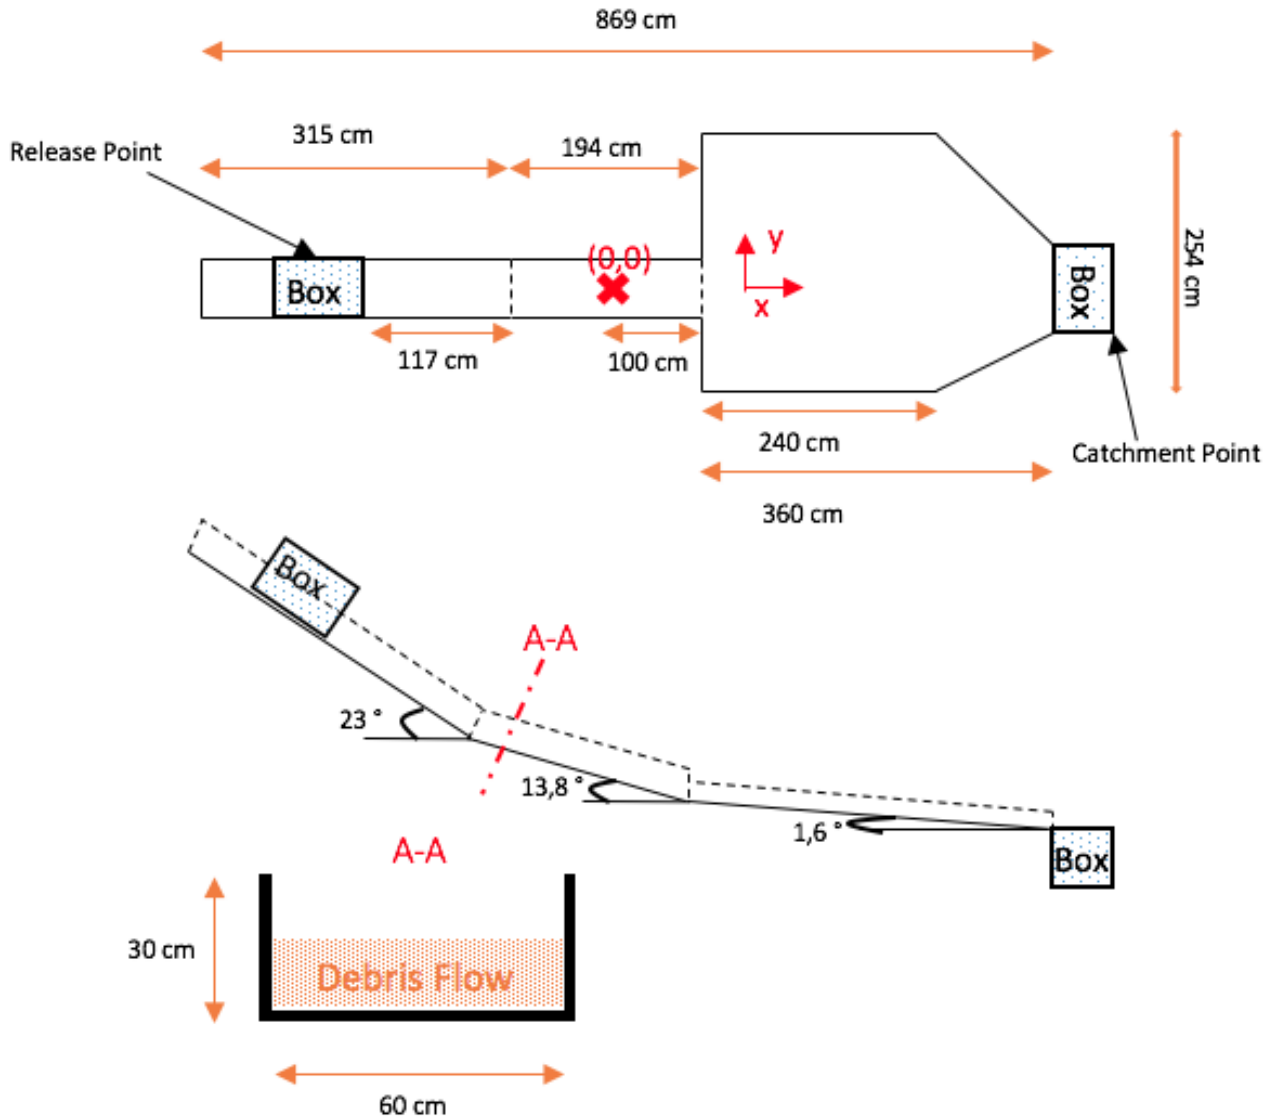 869 cm
315 cm
194 cm
Release Point
(0,0)
y
x
Box
Box
254 cm
117 cm
100 cm
240 cm
Catchment Point
360 cm
Box
A-A
23 °
13,8 °
1,6 °
Box
A-A
30 cm
Debris Flow
60 cm